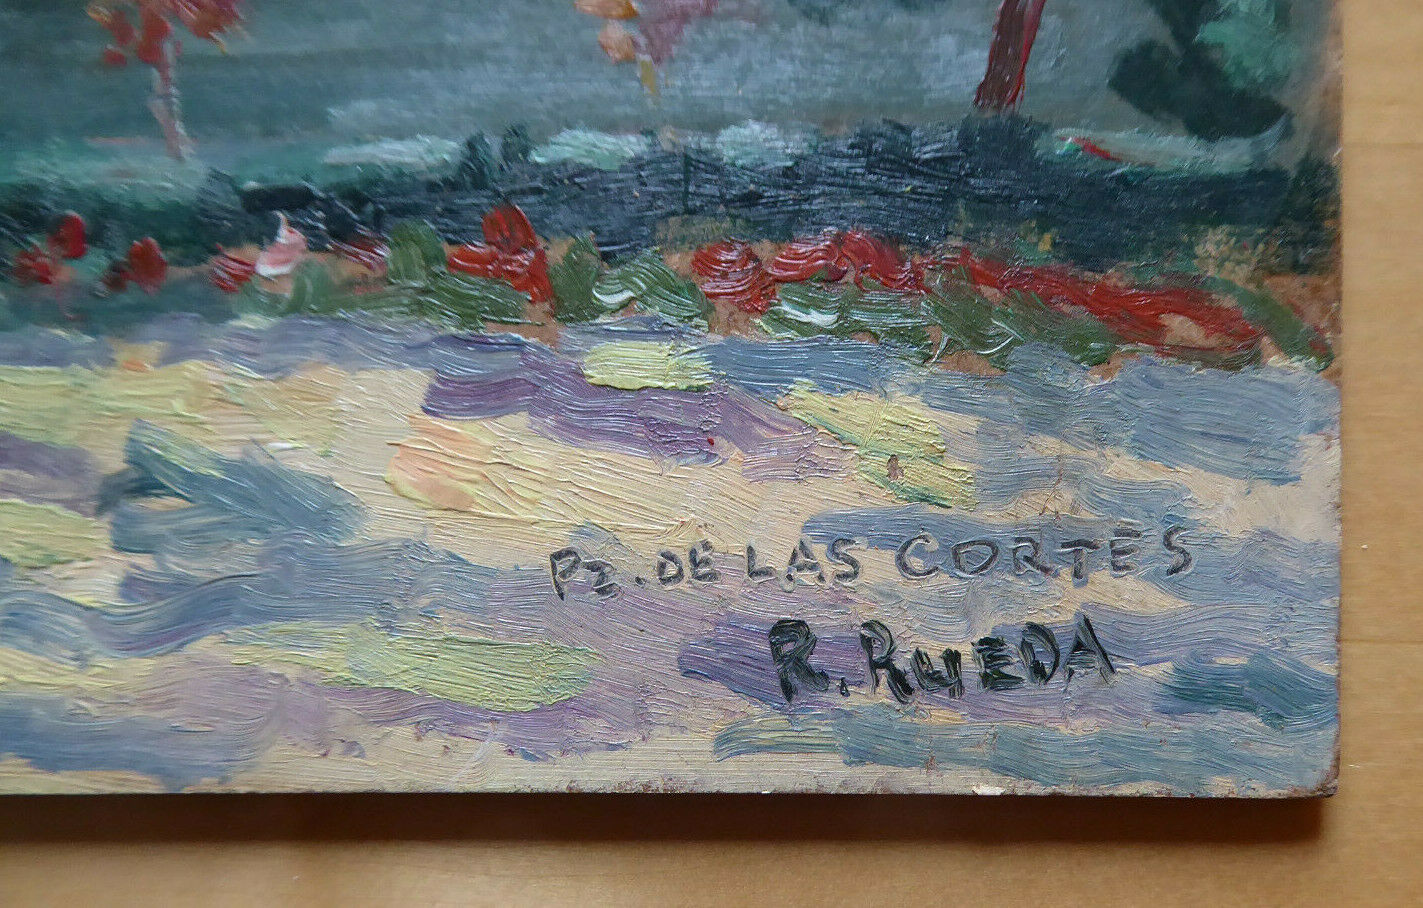 Pz. DE LAS CORTES
R. RUEDA